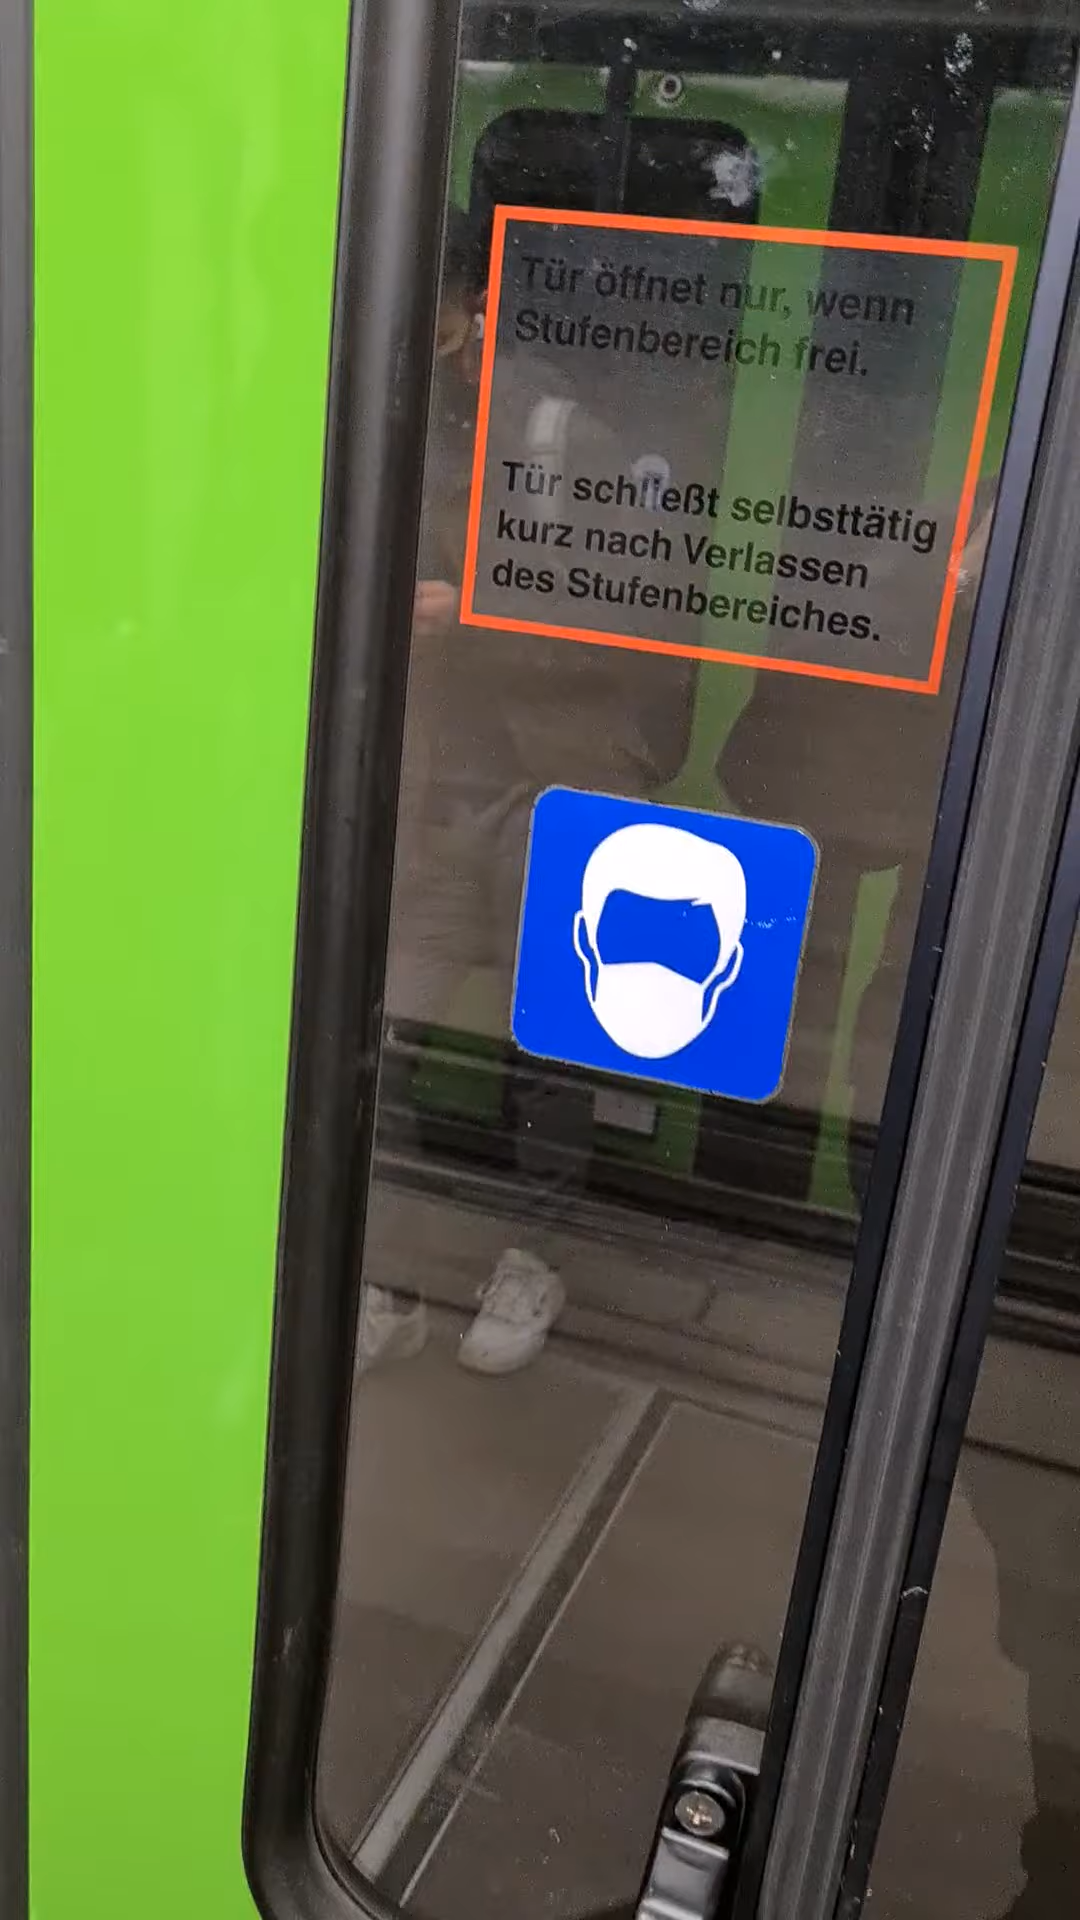 Tür öffnet nur, wenn
Stufenbereich frei.
Tür schließt selbsttätig
kurz nach Verlassen
des Stufenbereiches.